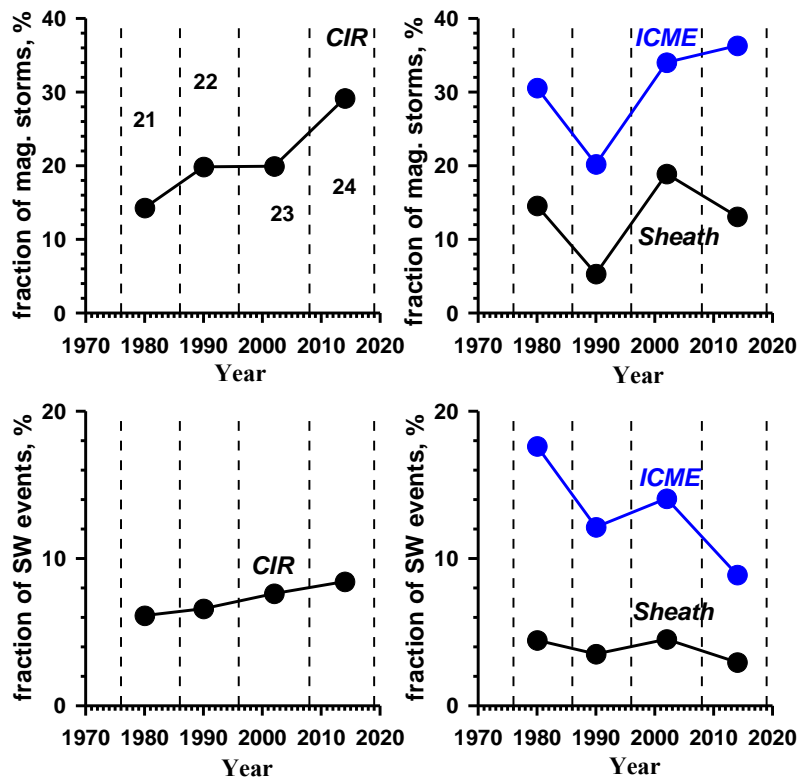 fraction of mag. storms, %
40
30
20
10
0
CIR
21
22
23
24
1970 1980 1990 2000 2010 2020
Year
fraction of mag. storms, %
40
30
20
10
0
ICME
Sheath
1970 1980 1990 2000 2010 2020
Year
fraction of SW events, %
20
10
0
CIR
1970 1980 1990 2000 2010 2020
Year
fraction of SW events, %
20
10
0
ICME
Sheath
1970 1980 1990 2000 2010 2020
Year